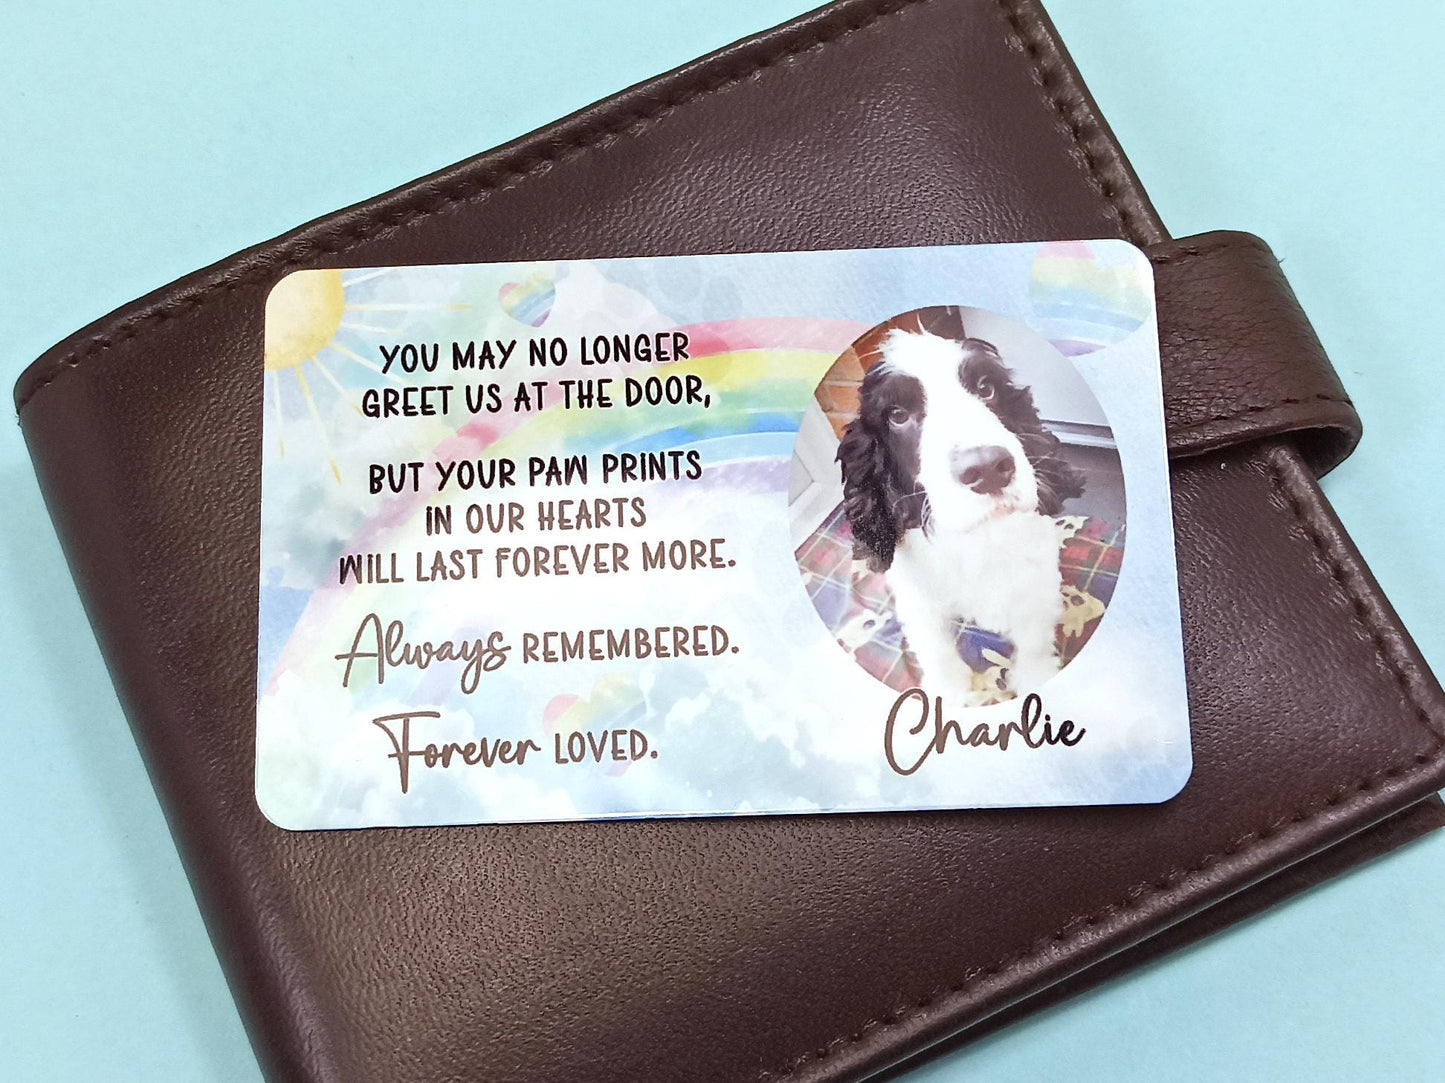 YOU MAY NO LONGER
GREET US AT THE DOOR,
BUT YOUR PAW PRINTS
IN OUR HEARTS
WILL LAST FOREVER MORE.
Always REMEMBERED.
Forever LOVED.
Charlie